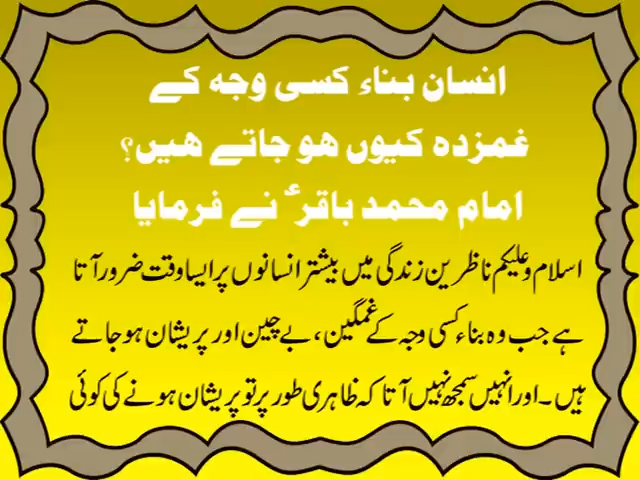 انسان بناء کسی وجہ کے
غمزدہ کیوں ھو جاتے ھیں؟
امام محمد باقرؑ نے فرمایا
اسلام وعلیکم ناظرین زندگی میں بیشتر انسانوں پر ایسا وقت ضرور آتا
ہے جب وہ بناء کسی وجہ کے غمگین، بے چین اور پریشان ہو جاتے
ہیں۔ اور انہیں سمجھ نہیں آتا کہ ظاہری طور پر تو پریشان ہونے کی کوئی